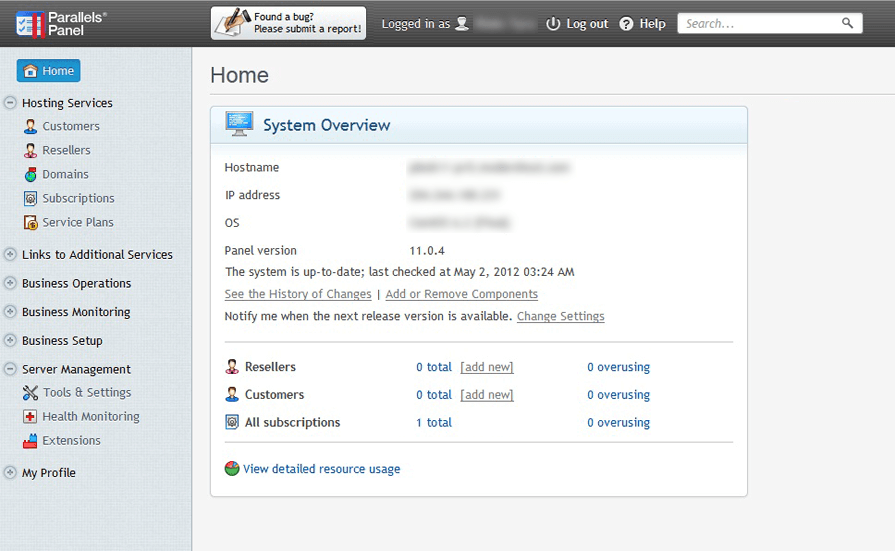 Parallels®
Panel
Found a bug?
Please submit a report!
Logged in as
Log out
Help
Search...
Home
Hosting Services
Customers
Resellers
Domains
Subscriptions
Service Plans
Links to Additional Services
Business Operations
Business Monitoring
Business Setup
Server Management
Tools & Settings
Health Monitoring
Extensions
My Profile
Home
System Overview
Hostname
IP address
OS
Panel version 11.0.4
The system is up-to-date; last checked at May 2, 2012 03:24 AM
See the History of Changes | Add or Remove Components
Notify me when the next release version is available. Change Settings
Resellers 0 total [add new] 0 overusing
Customers 0 total [add new] 0 overusing
All subscriptions 1 total 0 overusing
View detailed resource usage